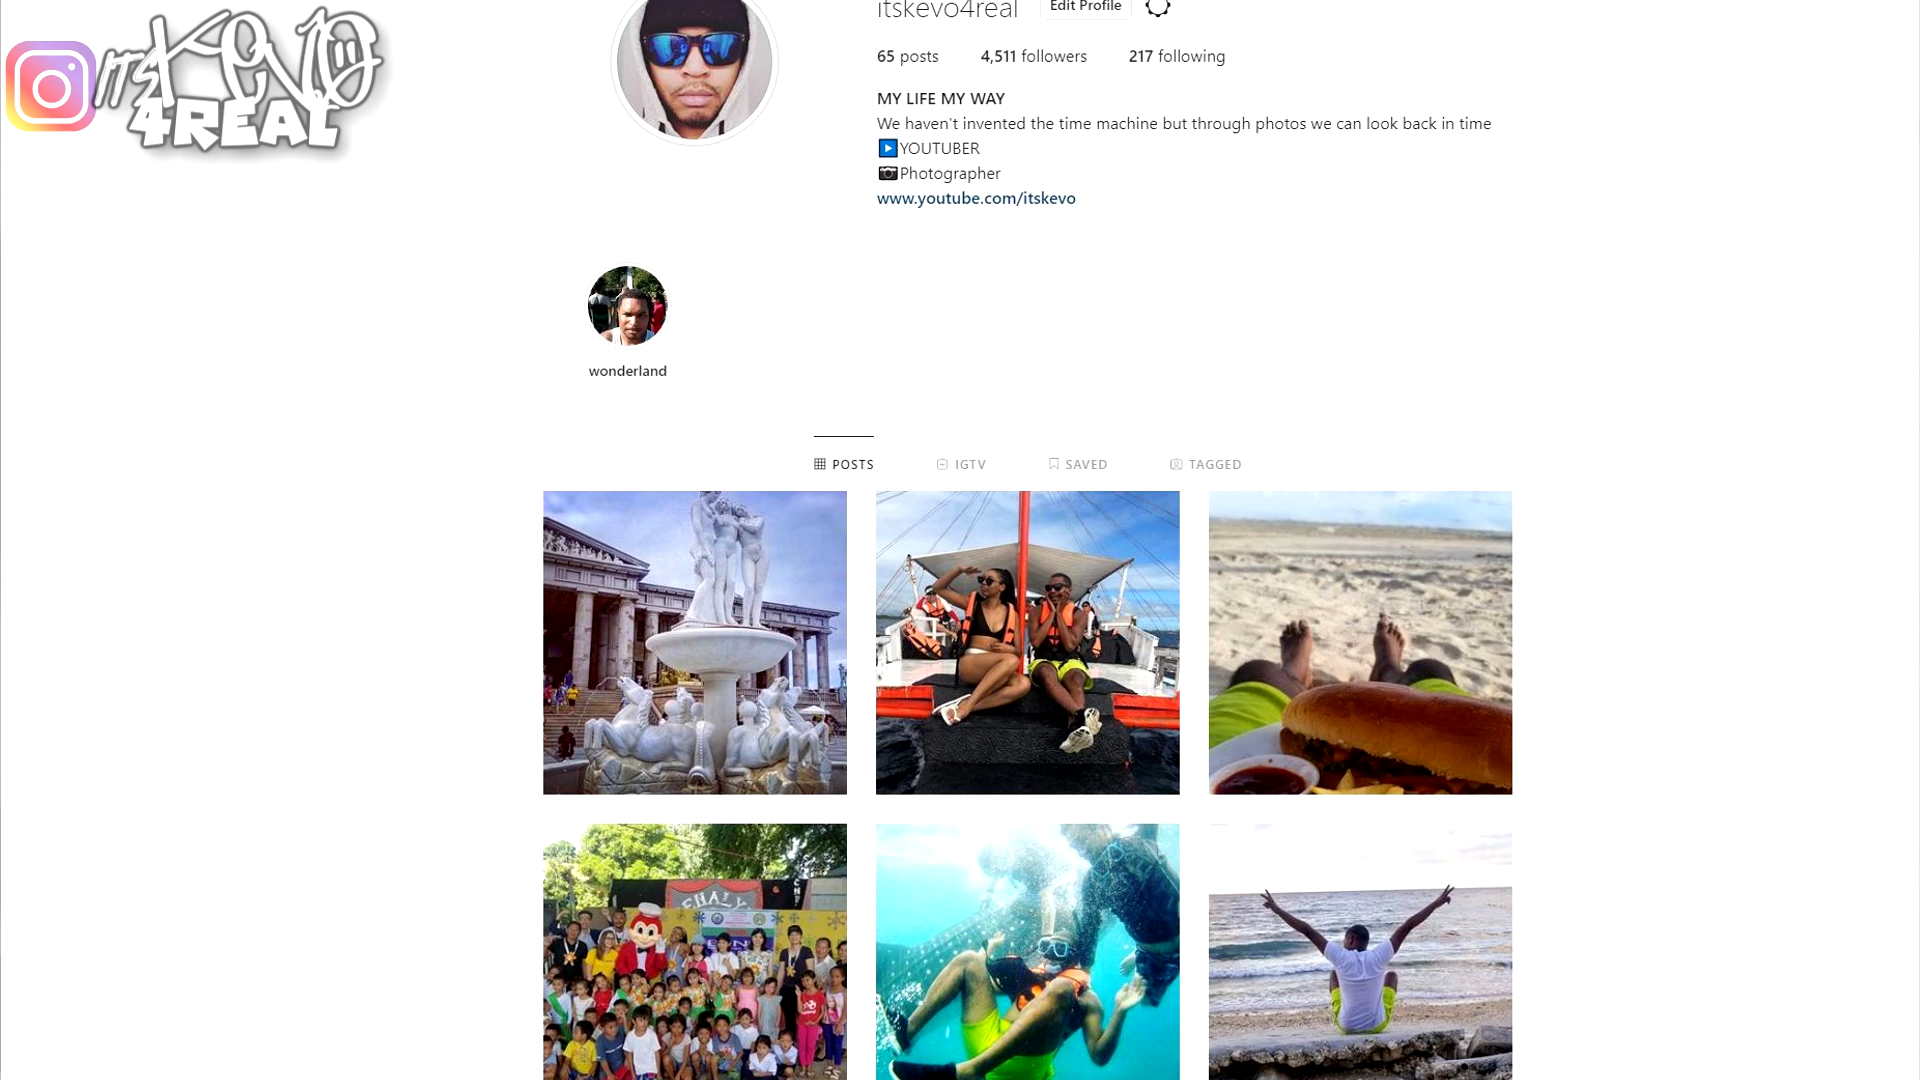 itsKevo
4REAL
itskevo4real Edit Profile
65 posts 4,511 followers 217 following
MY LIFE MY WAY
We haven't invented the time machine but through photos we can look back in time
YOUTUBER
Photographer
www.youtube.com/itskevo
wonderland
POSTS IGTV SAVED TAGGED